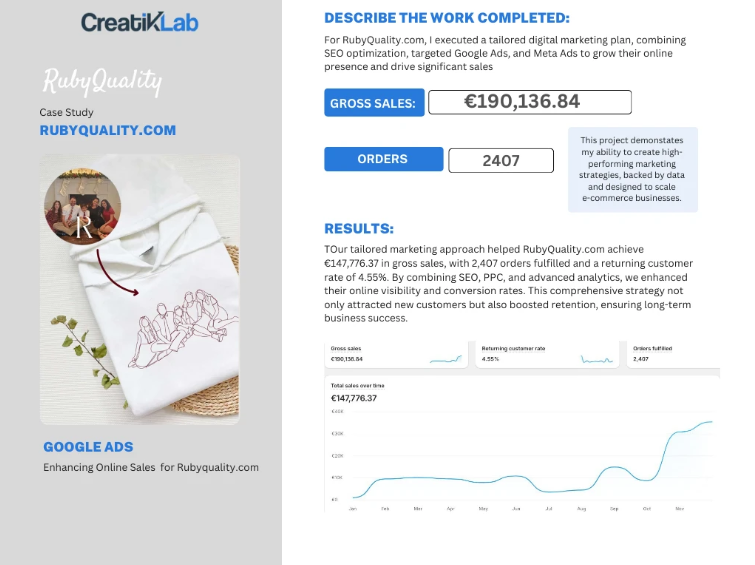 CreatiKLab
RubyQuality
Case Study
RUBYQUALITY.COM
R
GOOGLE ADS
Enhancing Online Sales for Rubyquality.com
DESCRIBE THE WORK COMPLETED:
For RubyQuality.com, I executed a tailored digital marketing plan, combining
SEO optimization, targeted Google Ads, and Meta Ads to grow their online
presence and drive significant sales
GROSS SALES:
€190,136.84
ORDERS
2407
This project demonstates
my ability to create high-
performing marketing
strategies, backed by data
and designed to scale
e-commerce businesses.
RESULTS:
TOur tailored marketing approach helped RubyQuality.com achieve
€147,776.37 in gross sales, with 2,407 orders fulfilled and a returning customer
rate of 4.55%. By combining SEO, PPC, and advanced analytics, we enhanced
their online visibility and conversion rates. This comprehensive strategy not
only attracted new customers but also boosted retention, ensuring long-term
business success.
Gross sales
€190,136.84
Returning customer rate
4.55%
Orders fulfilled
2,407
Total sales over time
€147,776.37
€40K
€30K
€20K
€10K
€0
Jan Feb Mar Apr May Jun Jul Aug Sep Oct Nov